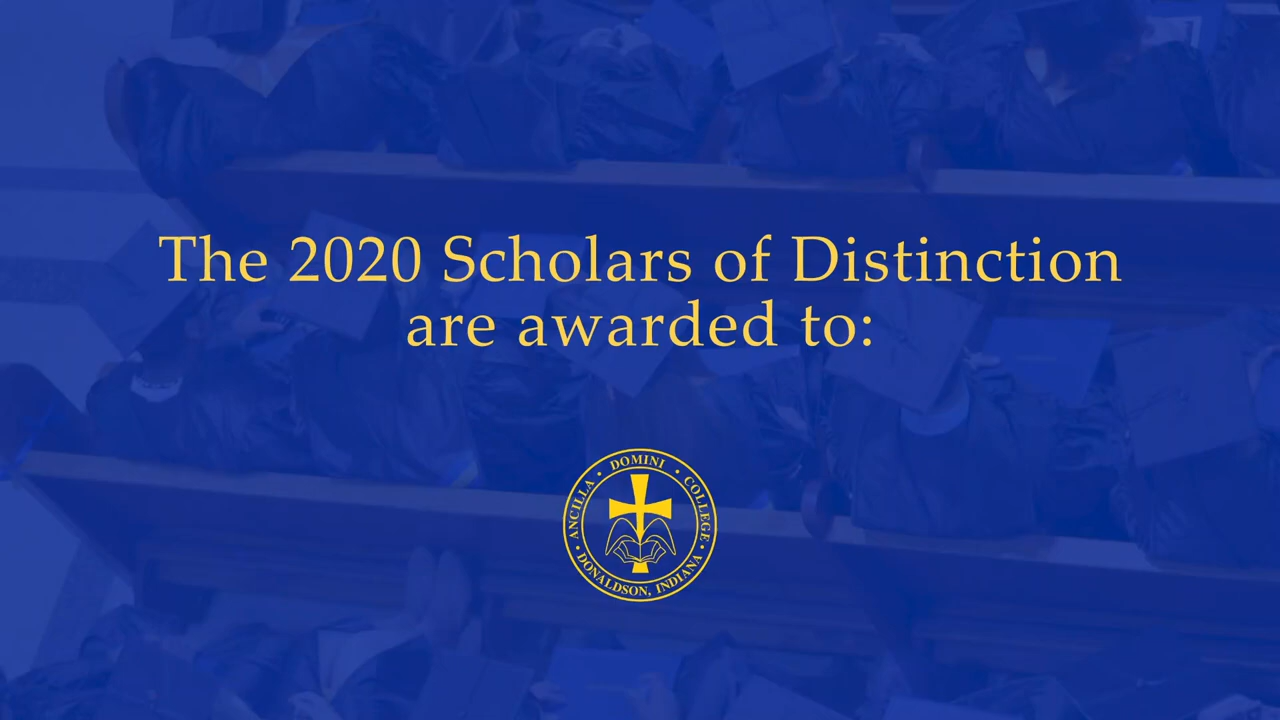 The 2020 Scholars of Distinction
are awarded to:
ANCILLA • DOMINI • COLLEGE
• DONALDSON, INDIANA •